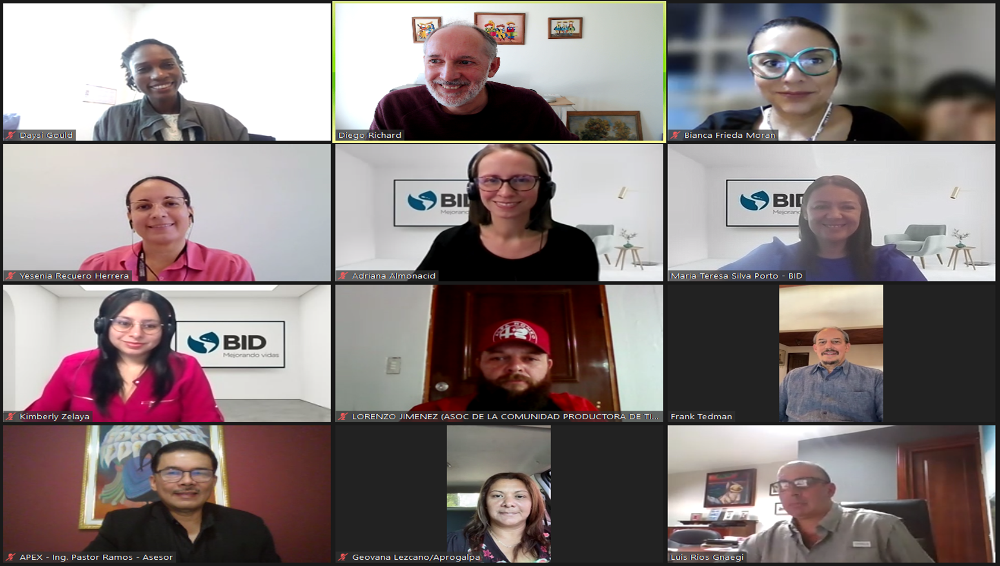 Daysi Gould
Diego Richard
Bianca Frieda Moran
BID
Mejorando
BID
Mejorando
Yesenia Recuero Herrera
Adriana Almonacid
Maria Teresa Silva Porto - BID
BID
Mejorando vidas
ALFA ROMEO
Kimberly Zelaya
LORENZO JIMENEZ (ASOC DE LA COMUNIDAD PRODUCTORA DE TI...
Frank Tedman
APEX - Ing. Pastor Ramos - Asesor
Geovana Lezcano/Aprogalpa
Luis Rios Gnaegi